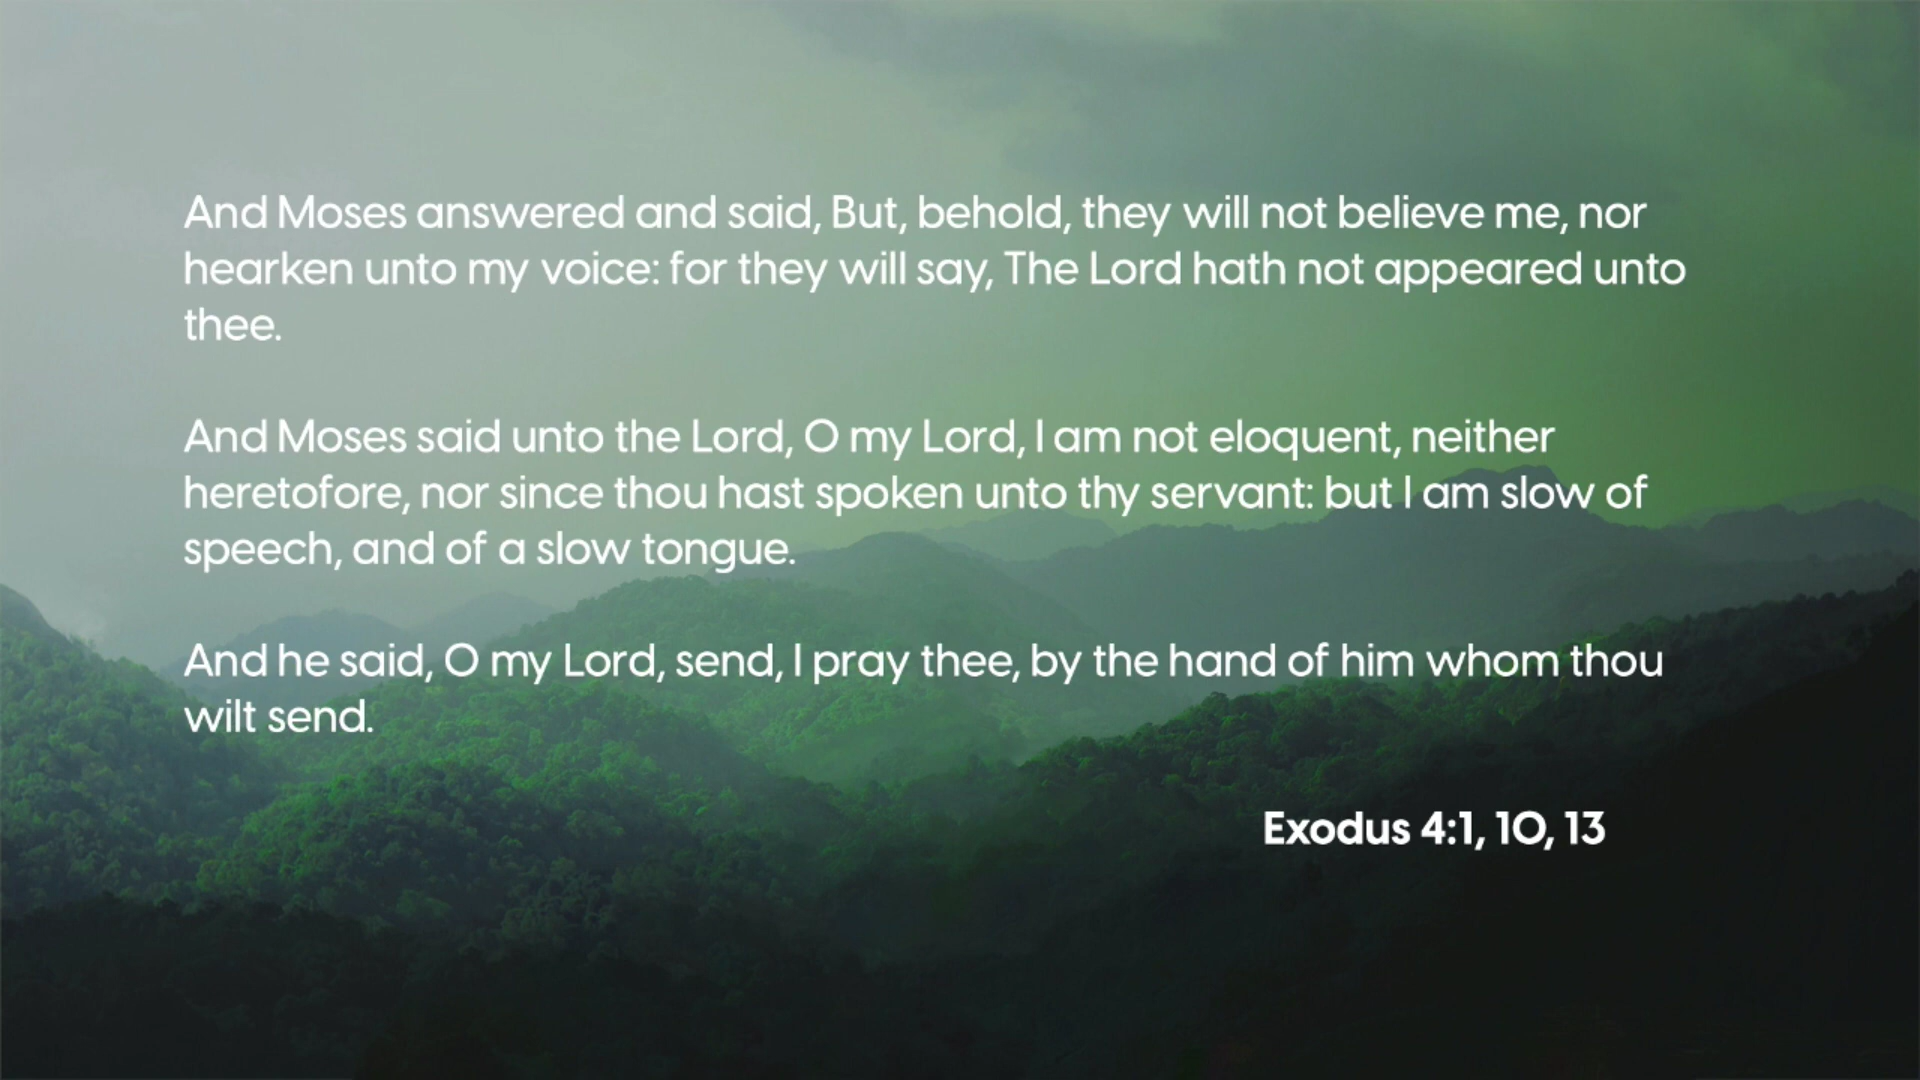 And Moses answered and said, But, behold, they will not believe me, nor
hearken unto my voice: for they will say, The Lord hath not appeared unto
thee.
And Moses said unto the Lord, O my Lord, I am not eloquent, neither
heretofore, nor since thou hast spoken unto thy servant: but I am slow of
speech, and of a slow tongue.
And he said, O my Lord, send, I pray thee, by the hand of him whom thou
wilt send.
Exodus 4:1, 10, 13